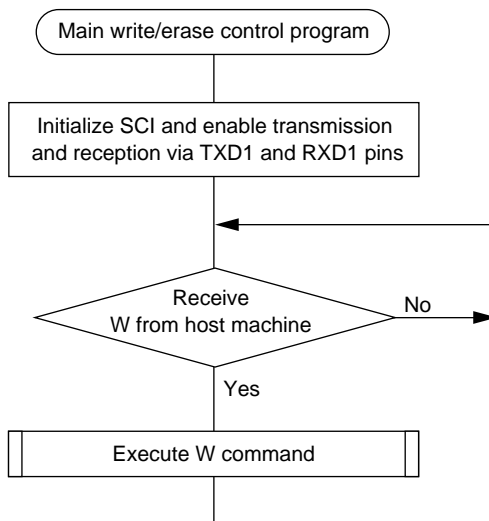 Main write/erase control program
Initialize SCI and enable transmission
and reception via TXD1 and RXD1 pins
Receive
W from host machine
No
Yes
Execute W command